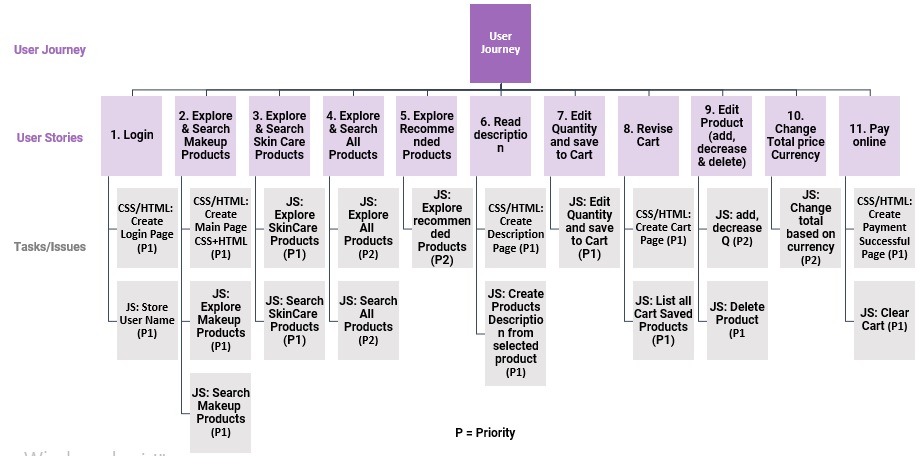 User
Journey
User Journey
User Stories
1. Login
2. Explore
& Search
Makeup
Products
3. Explore
& Search
Skin Care
Products
4. Explore
& Search
All
Products
5. Explore
Recomme
nded
Products
6. Read
descriptio
n
7. Edit
Quantity
and save
to Cart
8. Revise
Cart
9. Edit
Product
(add,
decrease
& delete)
10.
Change
Total price
Currency
11. Pay
online
Tasks/Issues
CSS/HTML:
Create
Login Page
(P1)
CSS/HTML:
Create
Main Page
CSS+HTML
(P1)
JS:
Explore
SkinCare
Products
(P1)
JS:
Explore
All
Products
(P2)
JS:
Explore
recommen
ded
Products
(P2)
CSS/HTML:
Create
Description
Page (P1)
JS: Edit
Quantity
and save
to Cart
(P1)
CSS/HTML:
Create Cart
Page (P1)
JS: add,
decrease
Q (P2)
JS:
Change
total
based on
currency
(P2)
CSS/HTML:
Create
Payment
Successful
Page (P1)
JS: Store
User Name
(P1)
JS:
Explore
Makeup
Products
(P1)
JS: Search
SkinCare
Products
(P1)
JS: Search
All
Products
(P2)
JS: Create
Products
Descriptio
n from
selected
product
(P1)
JS: List all
Cart Saved
Products
(P1)
JS: Delete
Product
(P1
JS: Clear
Cart (P1)
JS: Search
Makeup
Products
(P1)
P = Priority